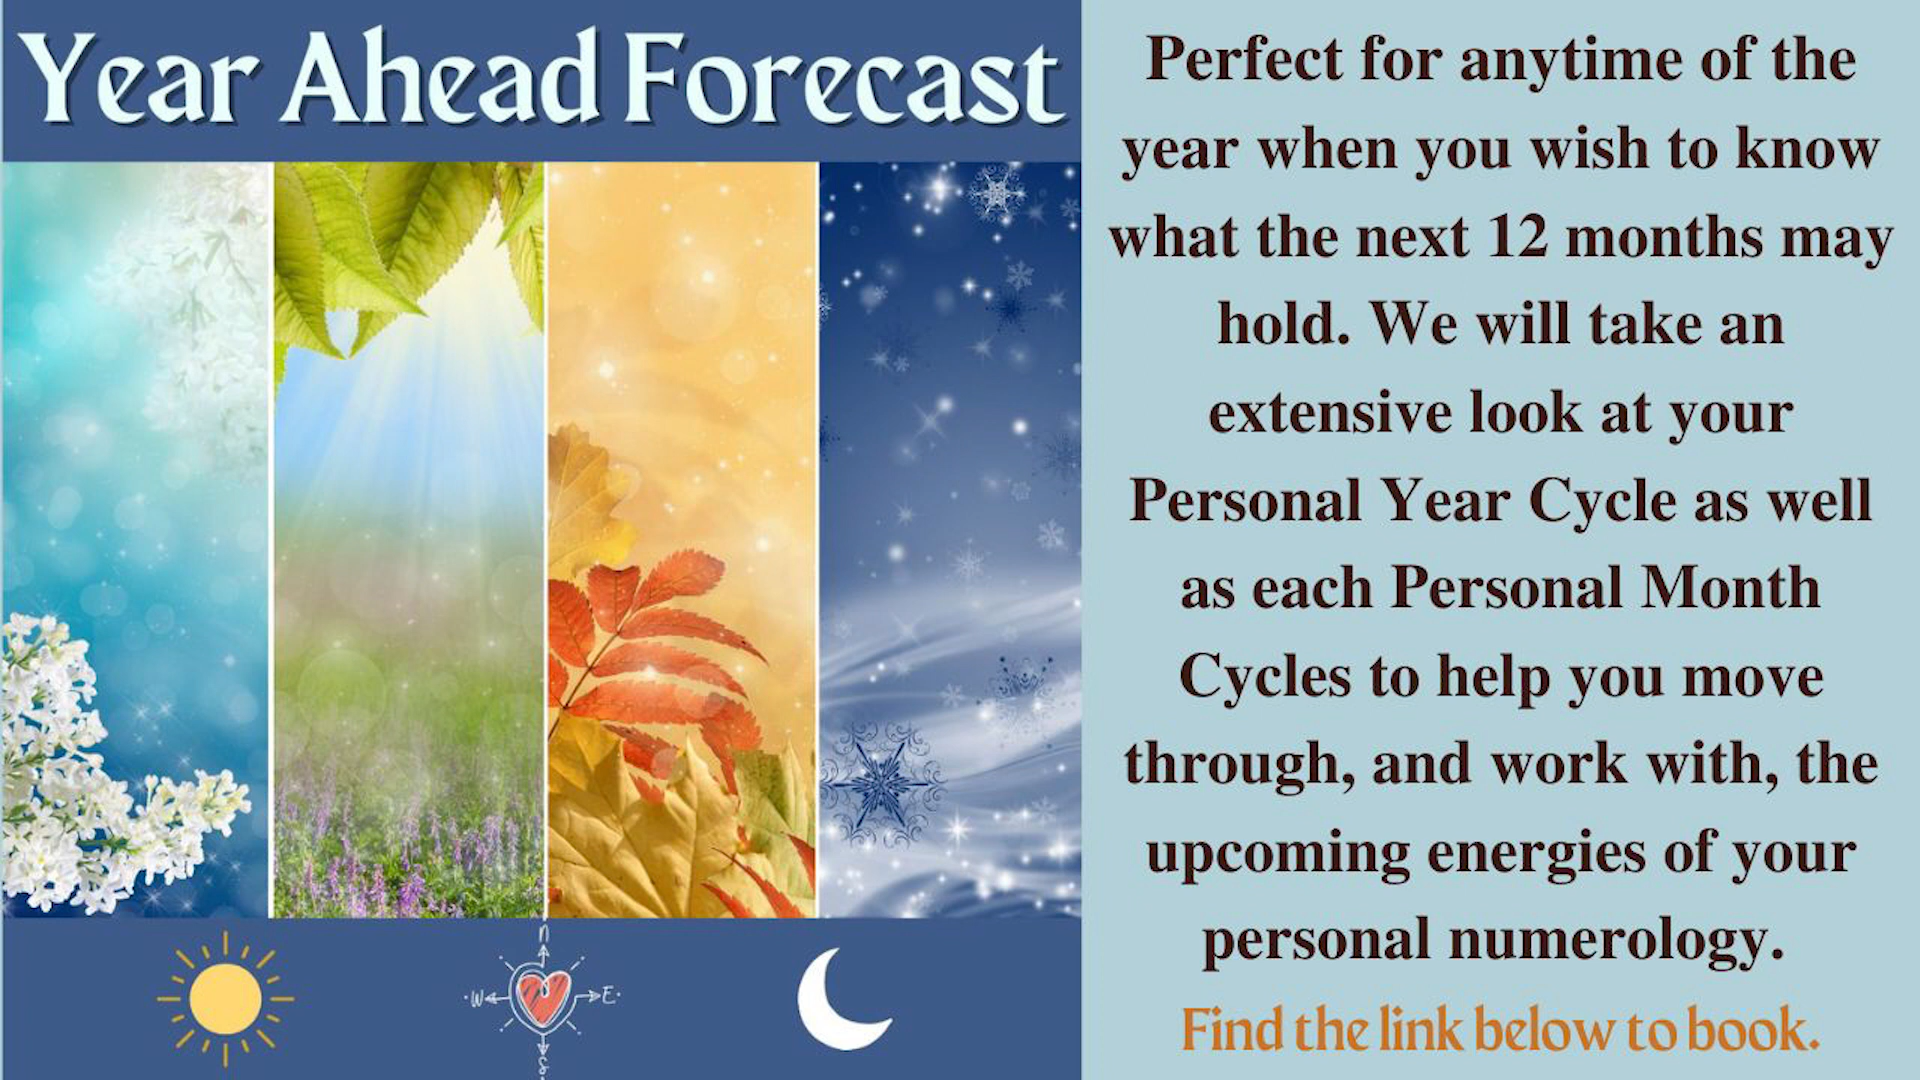 Year Ahead Forecast
Perfect for anytime of the
year when you wish to know
what the next 12 months may
hold. We will take an
extensive look at your
Personal Year Cycle as well
as each Personal Month
Cycles to help you move
through, and work with, the
upcoming energies of your
personal numerology.
Find the link below to book.
n
W E
S